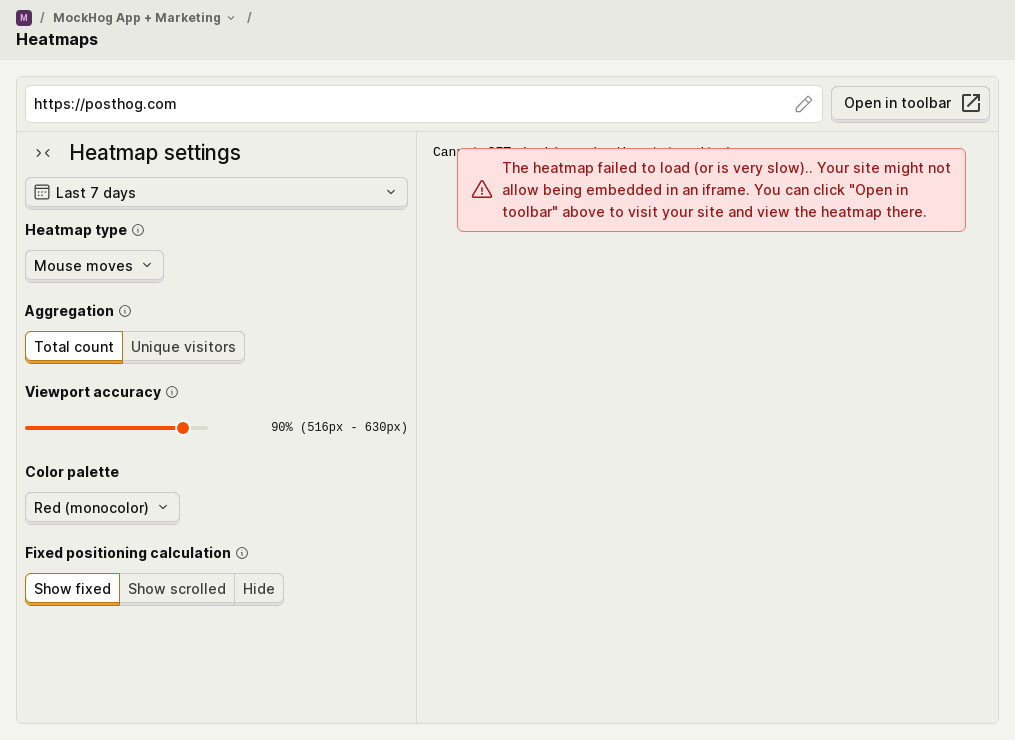 M / MockHog App + Marketing /
Heatmaps
https://posthog.com
Open in toolbar
Heatmap settings
Last 7 days
Heatmap type
Mouse moves
Aggregation
Total count Unique visitors
Viewport accuracy
90% (516px - 630px)
Color palette
Red (monocolor)
Fixed positioning calculation
Show fixed Show scrolled Hide
The heatmap failed to load (or is very slow).. Your site might not
allow being embedded in an iframe. You can click "Open in
toolbar" above to visit your site and view the heatmap there.